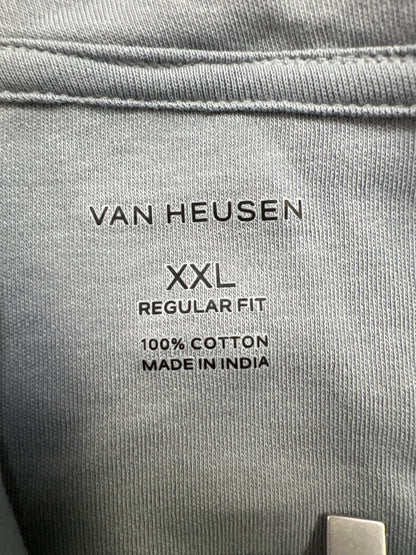 VAN HEUSEN
XXL
REGULAR FIT
100% COTTON
MADE IN INDIA